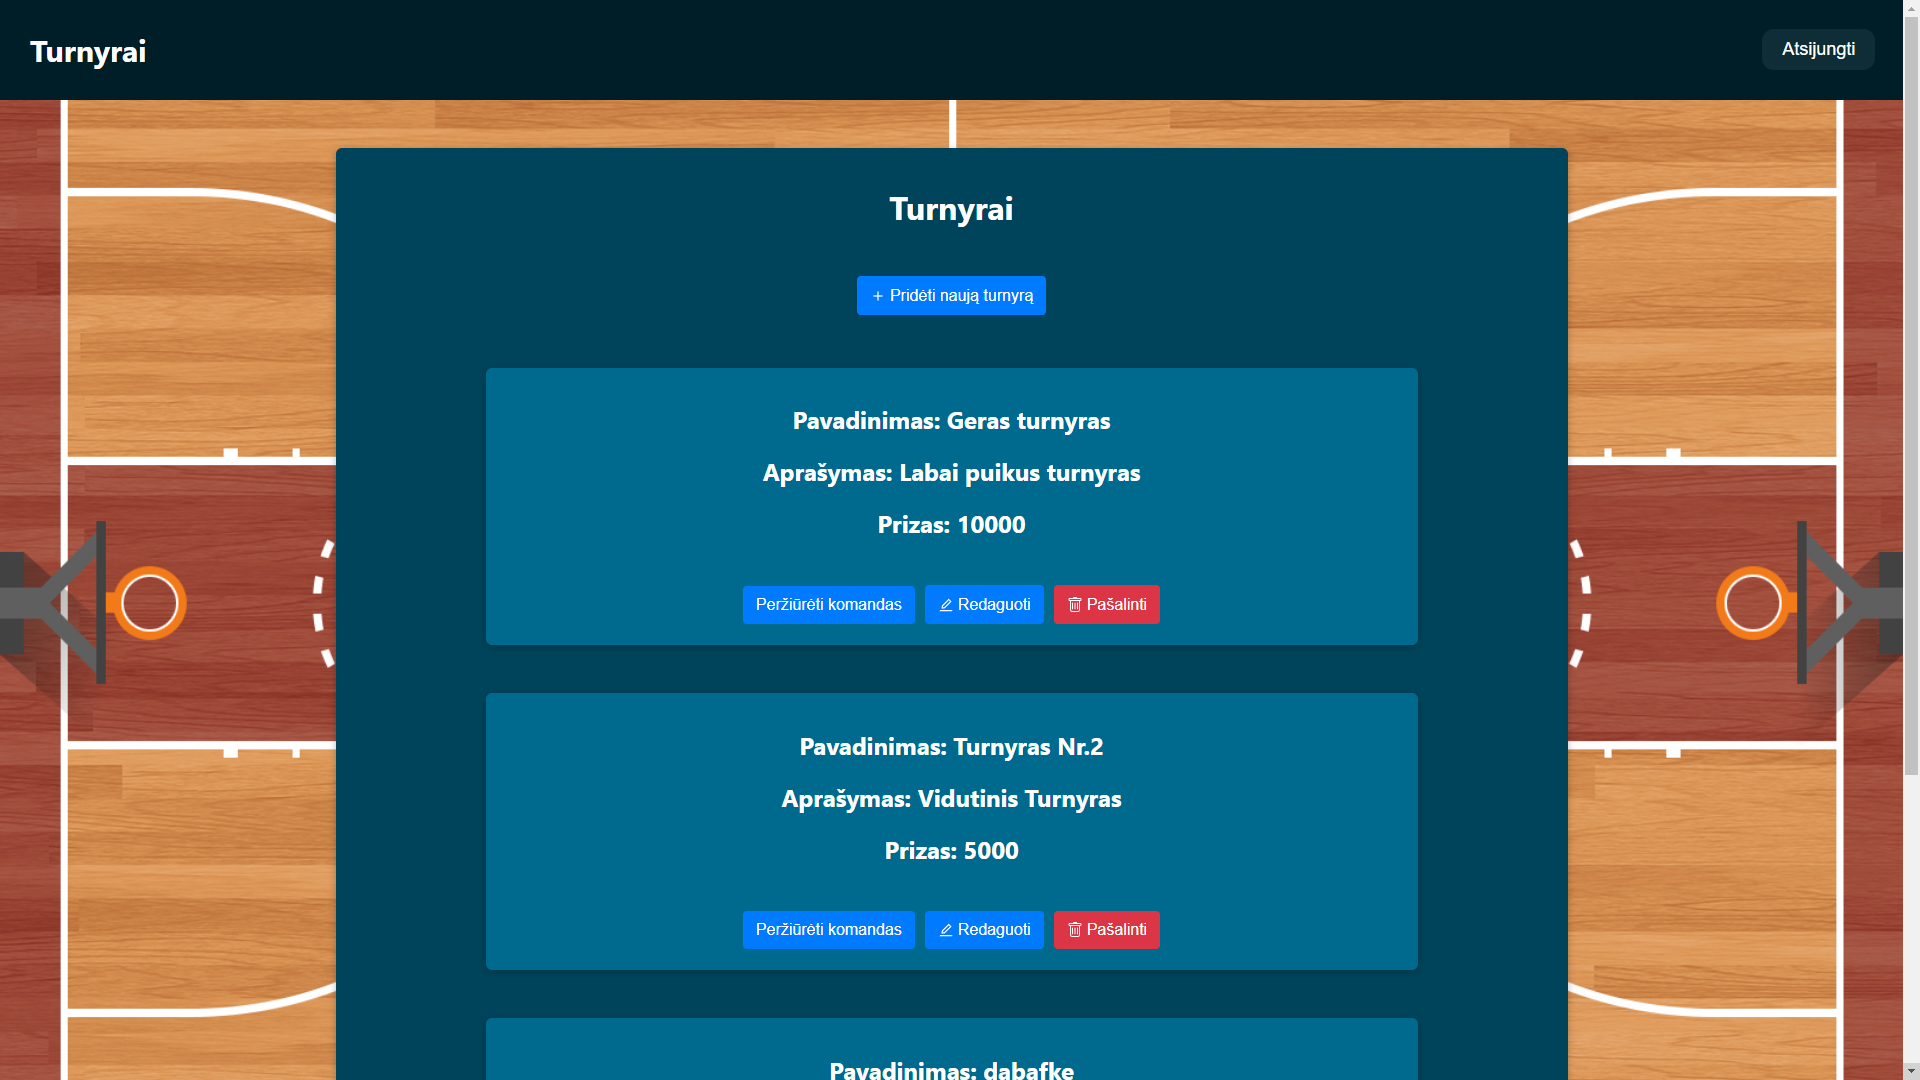 Turnyrai
Atsijungti
Turnyrai
+ Pridėti naują turnyrą
Pavadinimas: Geras turnyras
Aprašymas: Labai puikus turnyras
Prizas: 10000
Peržiūrėti komandas
Redaguoti
Pašalinti
Pavadinimas: Turnyras Nr.2
Aprašymas: Vidutinis Turnyras
Prizas: 5000
Peržiūrėti komandas
Redaguoti
Pašalinti
Pavadinimas: dabafke